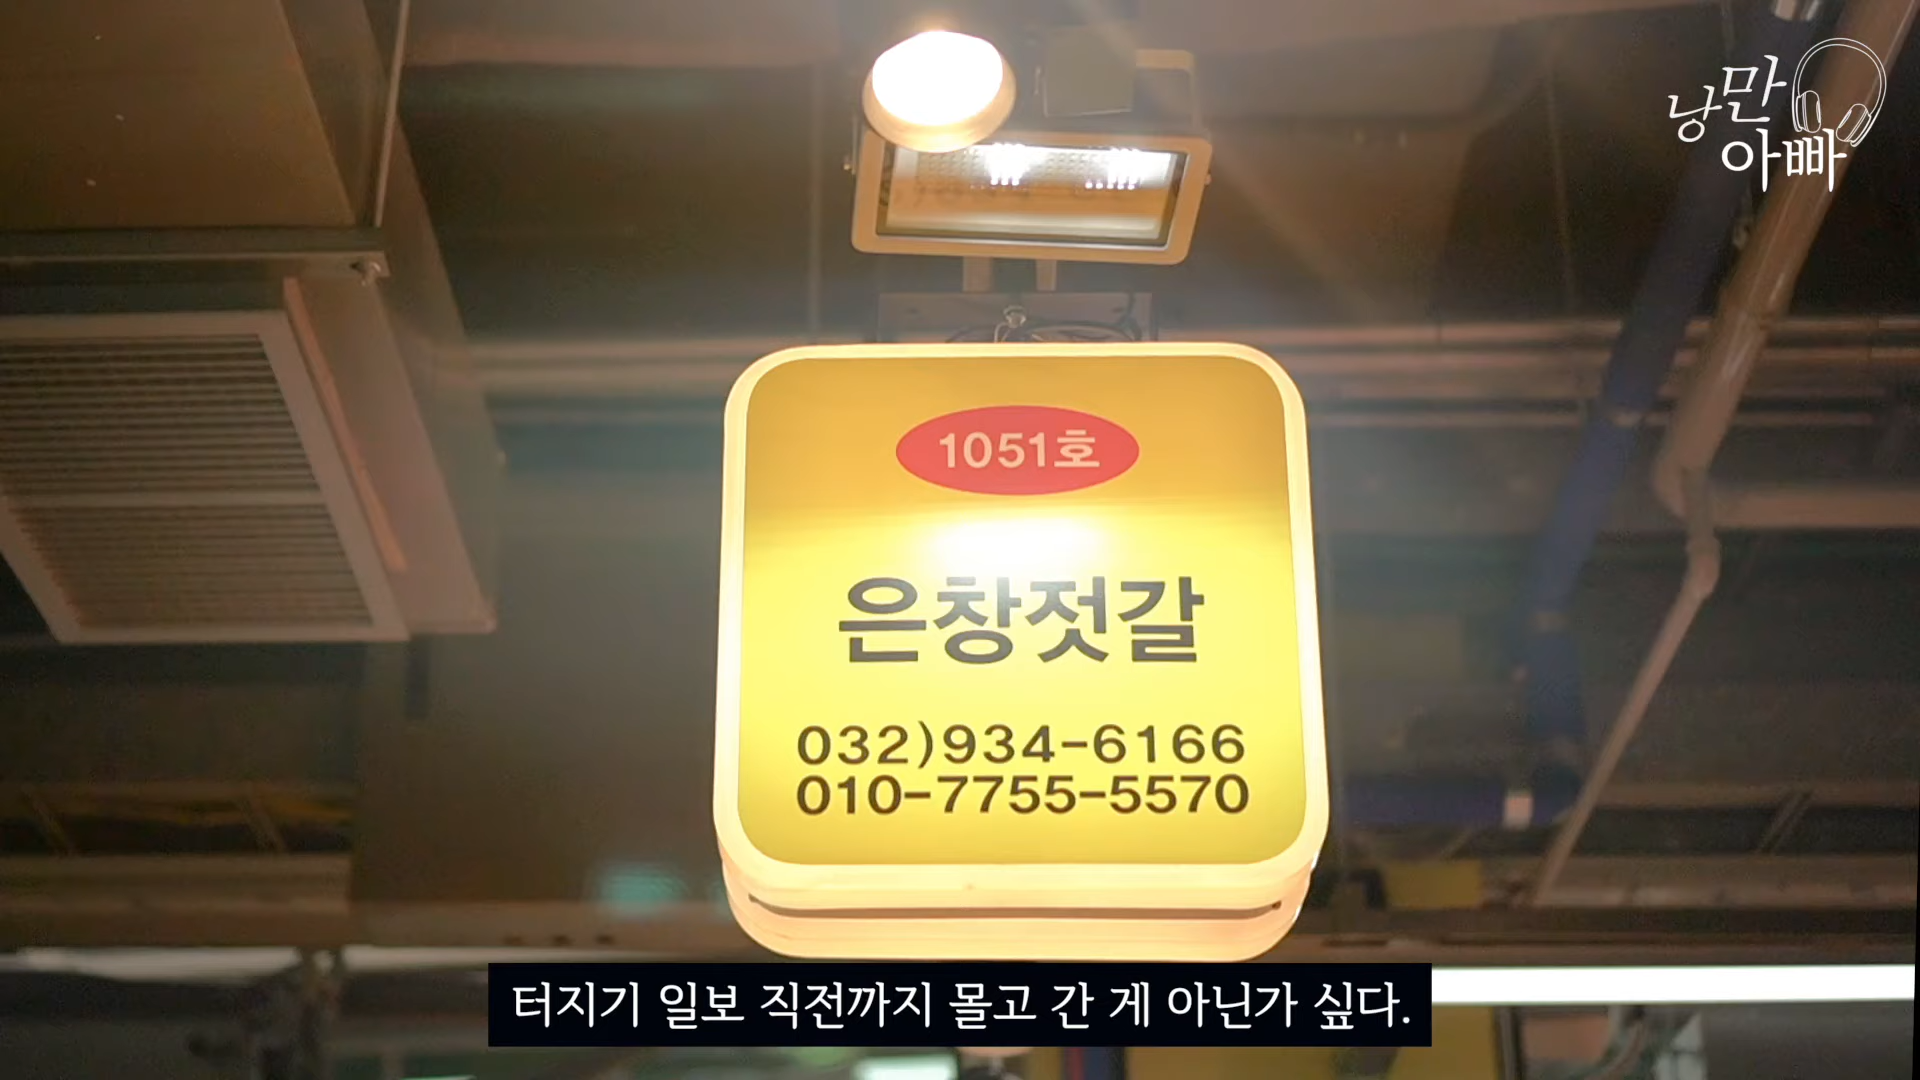 낭만
아빠
1051호
은창젓갈
032)934-6166
010-7755-5570
터지기 일보 직전까지 몰고 간 게 아닌가 싶다.